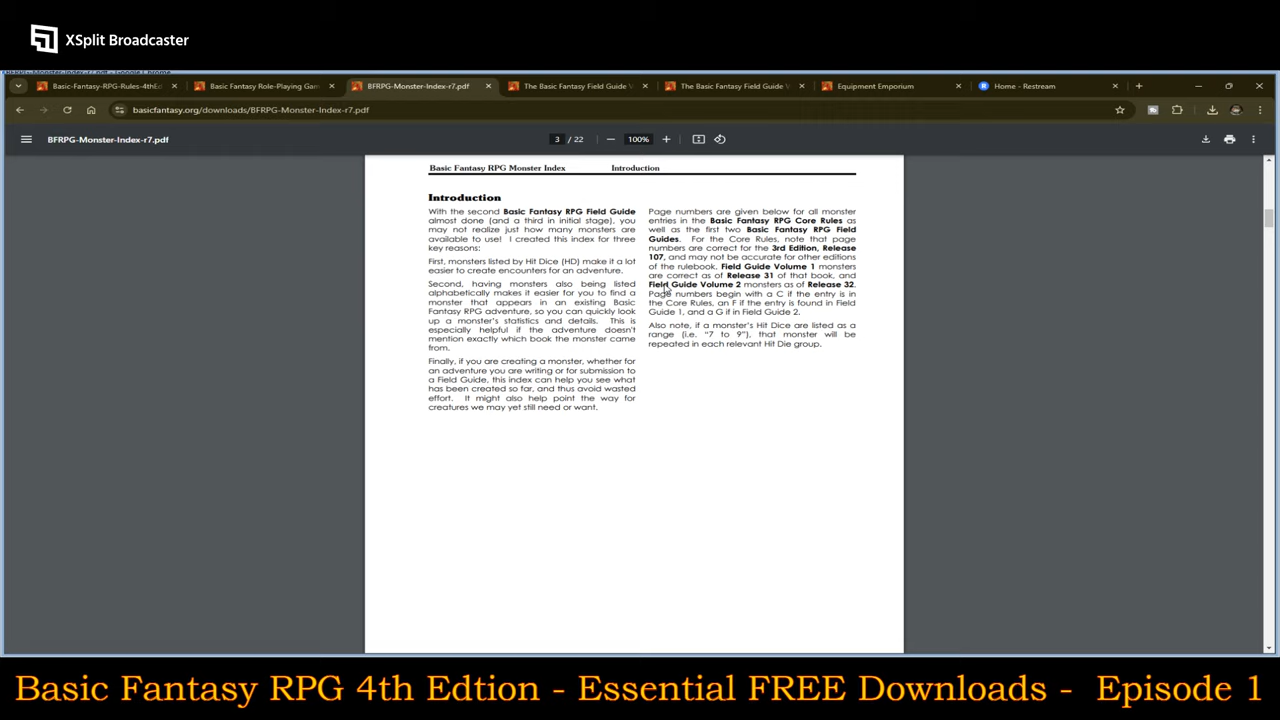 XSplit Broadcaster
BFRPG-Monster-Index-r7.pdf - Google Chrome
Basic-Fantasy-RPG-Rules-4thEd
Basic Fantasy Role-Playing Gam
BFRPG-Monster-Index-r7.pdf
The Basic Fantasy Field Guide V
The Basic Fantasy Field Guide V
Equipment Emporium
Home - Restream
basicfantasy.org/downloads/BFRPG-Monster-Index-r7.pdf
BFRPG-Monster-Index-r7.pdf
3 / 22
100%
Basic Fantasy RPG Monster Index Introduction
Introduction
With the second Basic Fantasy RPG Field Guide
almost done (and a third in initial stage), you
may not realize just how many monsters are
available to use! I created this index for three
key reasons:
First, monsters listed by Hit Dice (HD) make it a lot
easier to create encounters for an adventure.
Second, having monsters also being listed
alphabetically makes it easier for you to find a
monster that appears in an existing Basic
Fantasy RPG adventure, so you can quickly look
up a monster's statistics and details. This is
especially helpful if the adventure doesn't
mention exactly which book the monster came
from.
Finally, if you are creating a monster, whether for
an adventure you are writing or for submission to
a Field Guide, this index can help you see what
has been created so far, and thus avoid wasted
effort. It might also help point the way for
creatures we may yet still need or want.
Page numbers are given below for all monster
entries in the Basic Fantasy RPG Core Rules as
well as the first two Basic Fantasy RPG Field
Guides. For the Core Rules, note that page
numbers are correct for the 3rd Edition, Release
107, and may not be accurate for other editions
of the rulebook. Field Guide Volume 1 monsters
are correct as of Release 31 of that book, and
Field Guide Volume 2 monsters as of Release 32.
Page numbers begin with a C if the entry is in
the Core Rules, an F if the entry is found in Field
Guide 1, and a G if in Field Guide 2.
Also note, if a monster's Hit Dice are listed as a
range (i.e. "7 to 9"), that monster will be
repeated in each relevant Hit Die group.
Basic Fantasy RPG 4th Edtion - Essential FREE Downloads - Episode 1